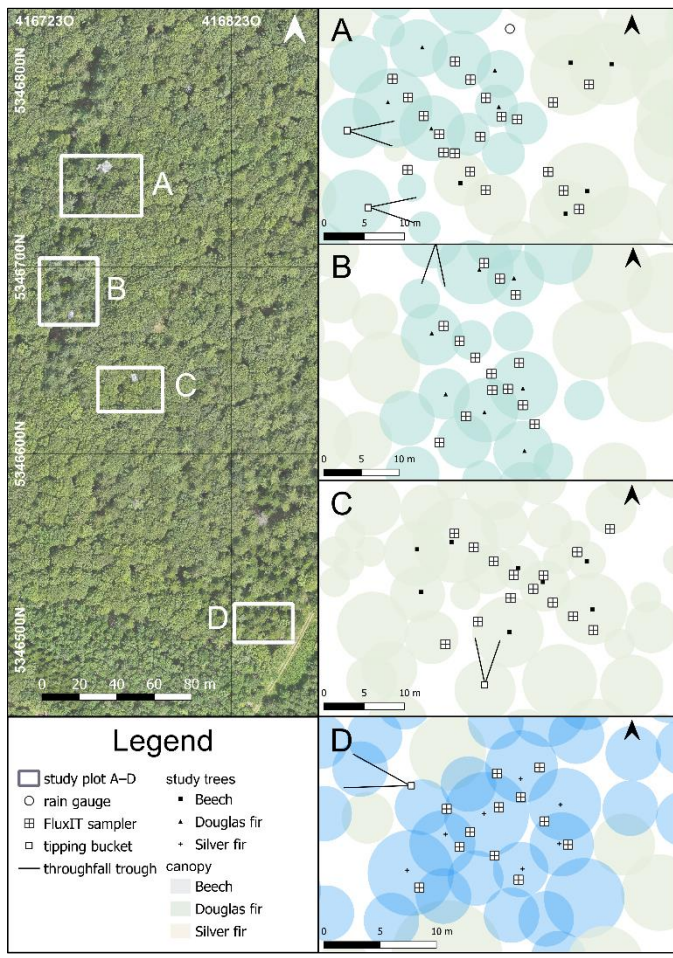 416723O
416823O
5346800N
5346700N
5346600N
5346500N
A
B
C
D
0 20 40 60 80 m
A
0 5 10 m
B
0 5 10 m
C
0 5 10 m
D
0 5 10 m
Legend
study plot A–D
rain gauge
FluxIT sampler
tipping bucket
throughfall trough
study trees
Beech
Douglas fir
Silver fir
canopy
Beech
Douglas fir
Silver fir